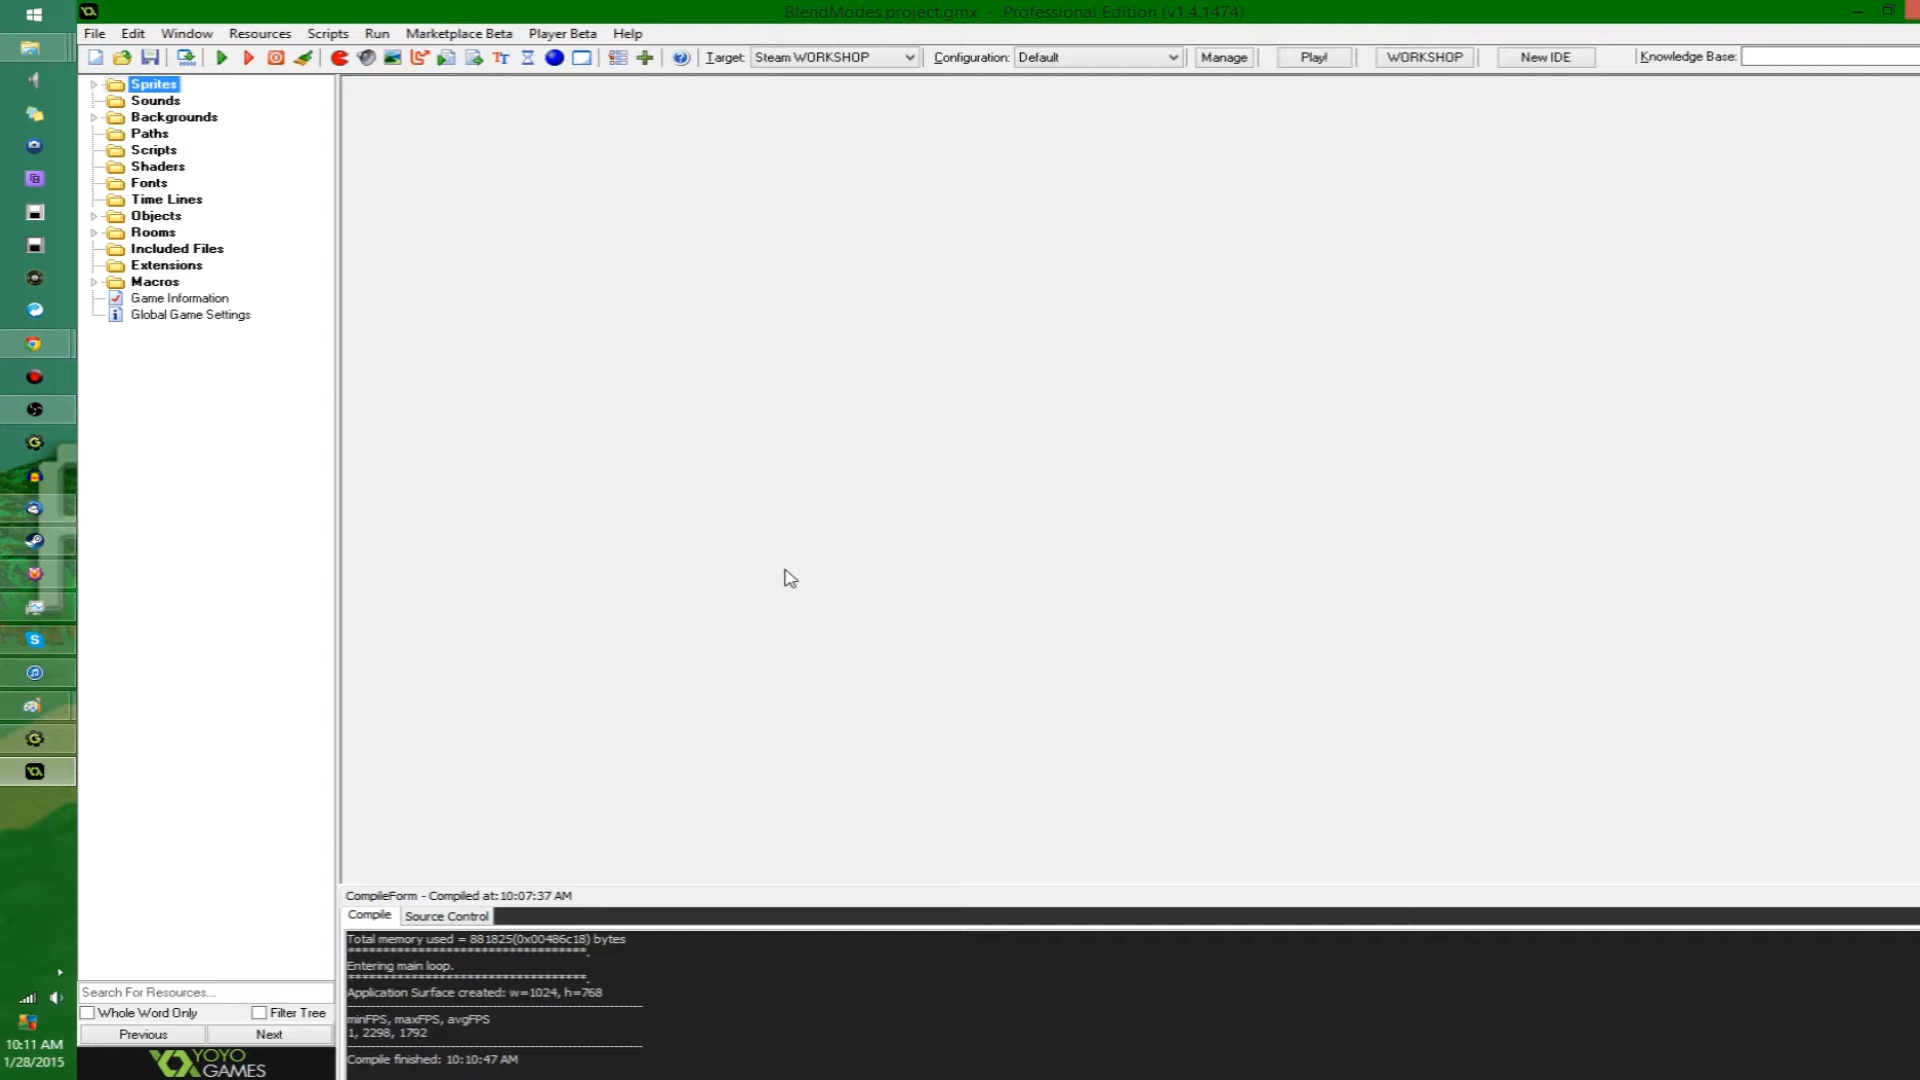 BlendModes.project.gmx - Professional Edition (v1.4.1474)
File Edit Window Resources Scripts Run Marketplace Beta Player Beta Help
Target: Steam WORKSHOP Configuration: Default Manage Play! WORKSHOP New IDE Knowledge Base:
Sprites
Sounds
Backgrounds
Paths
Scripts
Shaders
Fonts
Time Lines
Objects
Rooms
Included Files
Extensions
Macros
Game Information
Global Game Settings
CompileForm - Compiled at: 10:07:37 AM
Compile Source Control
Total memory used = 881825(0x00486c18) bytes
***********************************.
Entering main loop.
***********************************.
Application Surface created: w=1024, h=768
minFPS, maxFPS, avgFPS
1, 2298, 1792
Compile finished: 10:10:47 AM
Search For Resources...
Whole Word Only Filter Tree
Previous Next
YOYO
GAMES
10:11 AM
1/28/2015